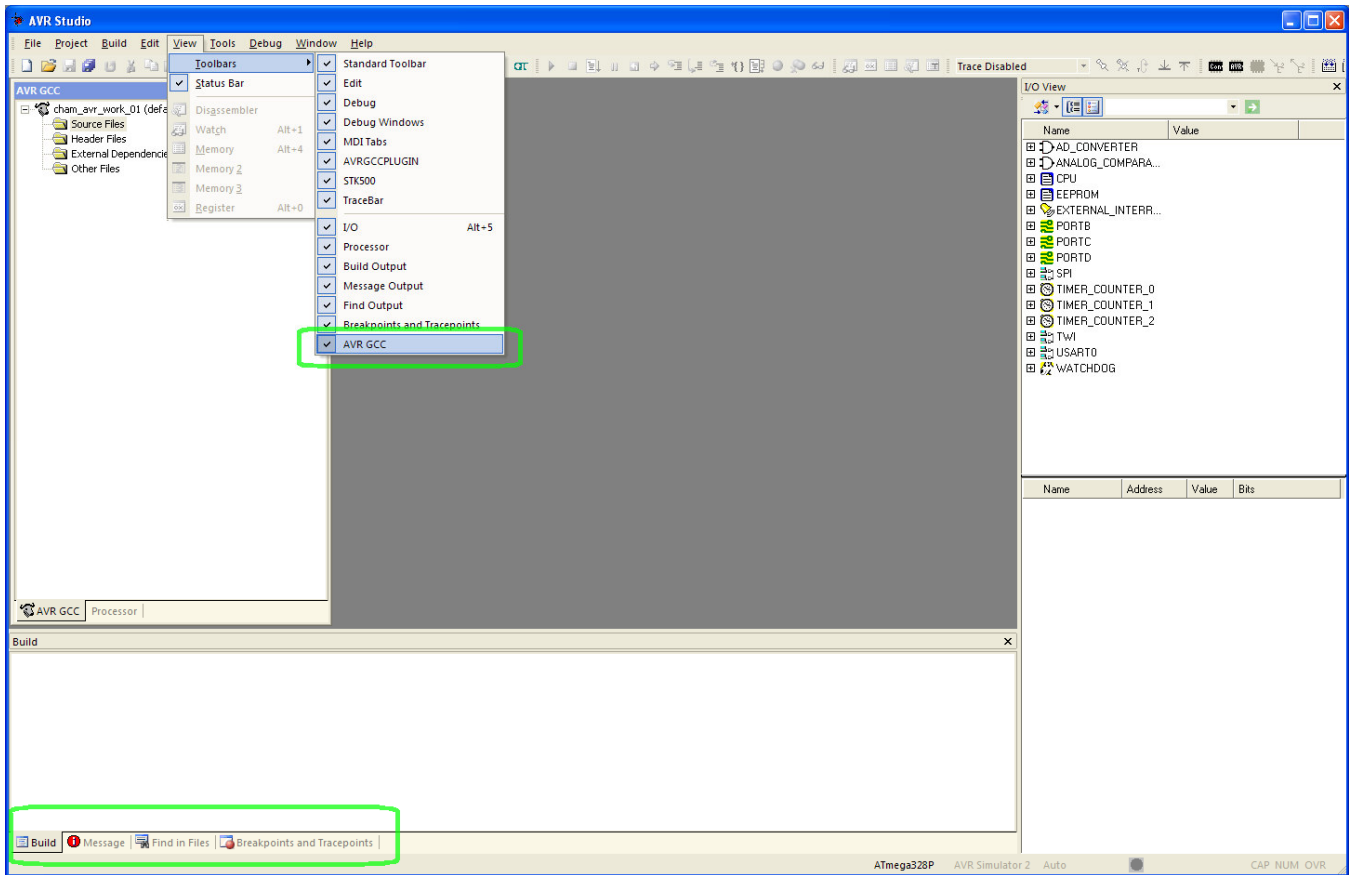 AVR Studio
File Project Build Edit View Tools Debug Window Help
Trace Disabled
Con AVR
Toolbars
Status Bar
Disassembler
Watch Alt+1
Memory Alt+4
Memory 2
Memory 3
Register Alt+0
Standard Toolbar
Edit
Debug
Debug Windows
MDI Tabs
AVRGCCPLUGIN
STK500
TraceBar
I/O Alt+5
Processor
Build Output
Message Output
Find Output
Breakpoints and Tracepoints
AVR GCC
AVR GCC
cham_avr_work_01 (defa
Source Files
Header Files
External Dependencie
Other Files
AVR GCC Processor
I/O View
Name Value
AD_CONVERTER
ANALOG_COMPARA...
CPU
EEPROM
EXTERNAL_INTERR...
PORTB
PORTC
PORTD
SPI
TIMER_COUNTER_0
TIMER_COUNTER_1
TIMER_COUNTER_2
TWI
USART0
WATCHDOG
Name Address Value Bits
Build
Build Message Find in Files Breakpoints and Tracepoints
ATmega328P AVR Simulator 2 Auto CAP NUM OVR